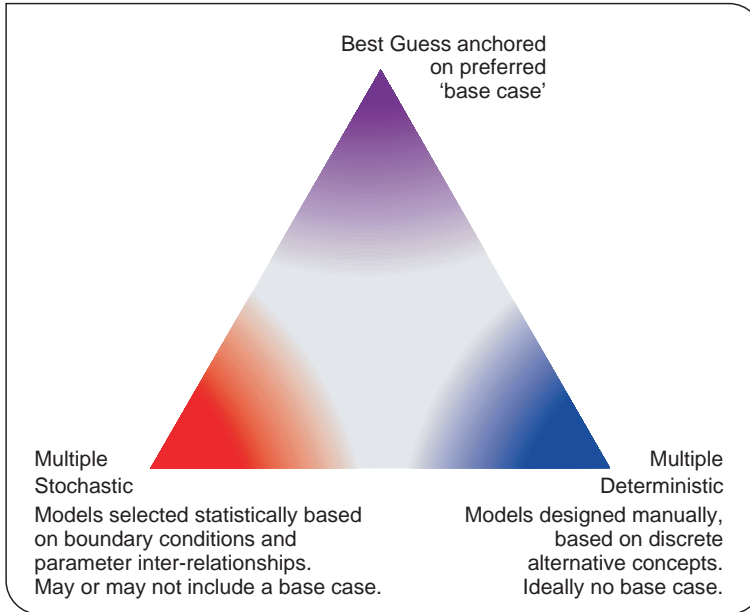 Best Guess anchored
on preferred
‘base case’
Multiple
Stochastic
Models selected statistically based
on boundary conditions and
parameter inter-relationships.
May or may not include a base case.
Multiple
Deterministic
Models designed manually,
based on discrete
alternative concepts.
Ideally no base case.